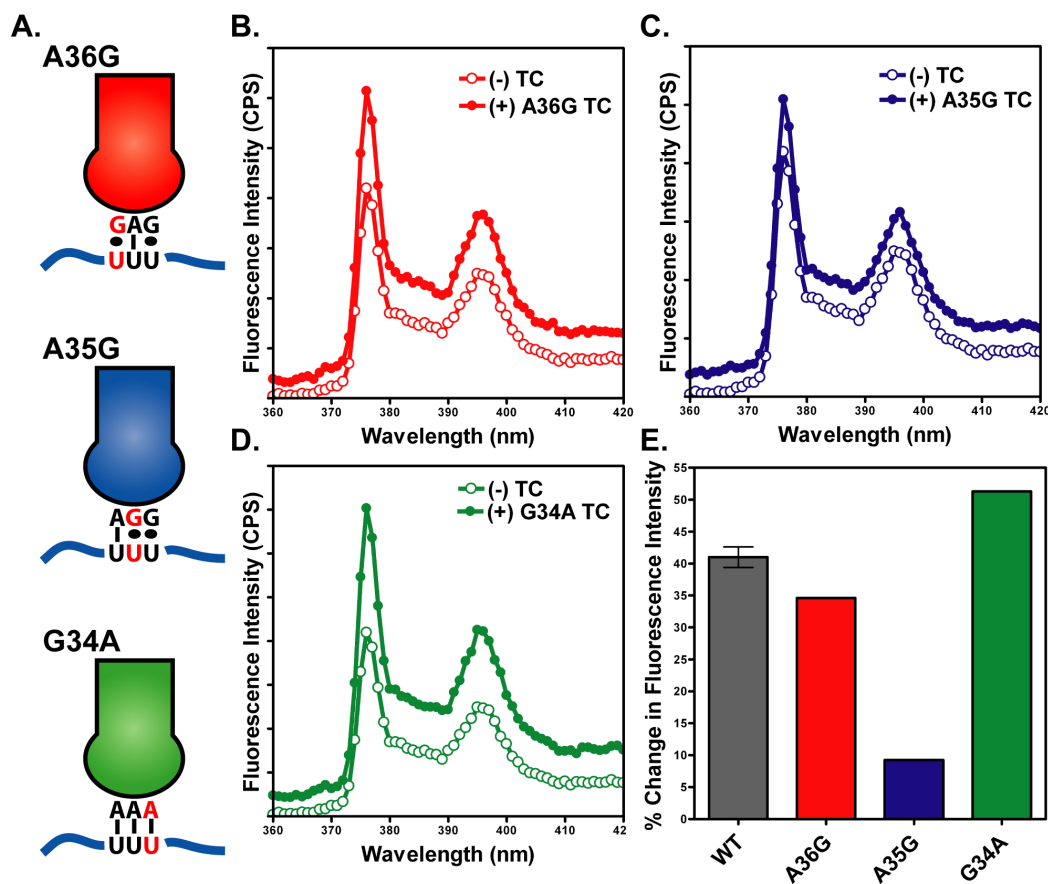 A.
A36G
GAG
UUU
A35G
AGG
UUU
G34A
AAA
UUU
B.
Fluorescence Intensity (CPS)
(-) TC
(+) A36G TC
360 370 380 390 400 410 420
Wavelength (nm)
C.
Fluorescence Intensity (CPS)
(-) TC
(+) A35G TC
360 370 380 390 400 410 420
Wavelength (nm)
D.
Fluorescence Intensity (CPS)
(-) TC
(+) G34A TC
360 370 380 390 400 410 42
Wavelength (nm)
E.
% Change in Fluorescence Intensity
55
50
45
40
35
30
25
20
15
10
5
0
WT A36G A35G G34A